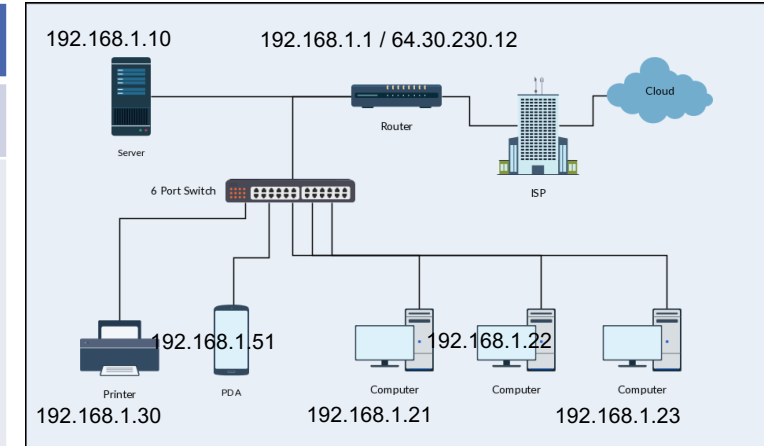 192.168.1.10
192.168.1.1 / 64.30.230.12
Cloud
Router
Server
6 Port Switch
ISP
192.168.1.51
192.168.1.22
Printer
PDA
Computer
Computer
Computer
192.168.1.30
192.168.1.21
192.168.1.23